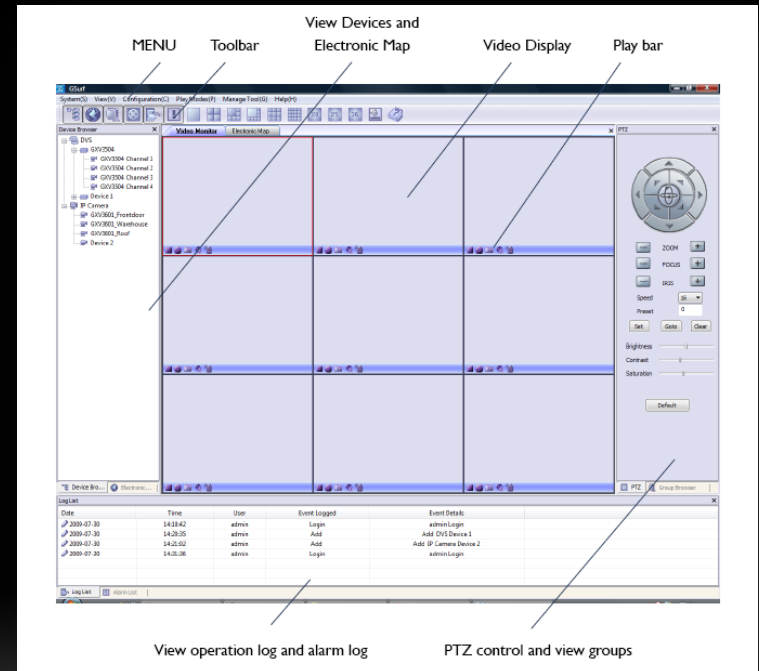 View Devices and
MENU Toolbar Electronic Map Video Display Play bar
GSurf
System(S) View(V) Configuration(C) Play Modes(P) Manage Tool(G) Help(H)
Device Browser
Video Monitor Electronic Map
PTZ
DVS
GXV3504
GXV3504 Channel 1
GXV3504 Channel 2
GXV3504 Channel 3
GXV3504 Channel 4
Device 1
IP Camera
GXV3601_Frontdoor
GXV3601_Warehouse
GXV3601_Roof
Device 2
ZOOM
FOCUS
IRIS
Speed 16
Preset 0
Set Goto Clear
Brightness
Contrast
Saturation
Default
Device Bro... Electronic...
PTZ Group Browser
Log List
Date Time User Event Logged Event Details
2009-07-30 14:18:42 admin Login admin Login
2009-07-30 14:20:35 admin Add Add DVS Device 1
2009-07-30 14:21:02 admin Add Add IP Camera Device 2
2009-07-30 14:31:36 admin Login admin Login
Log List Alarm List
View operation log and alarm log PTZ control and view groups